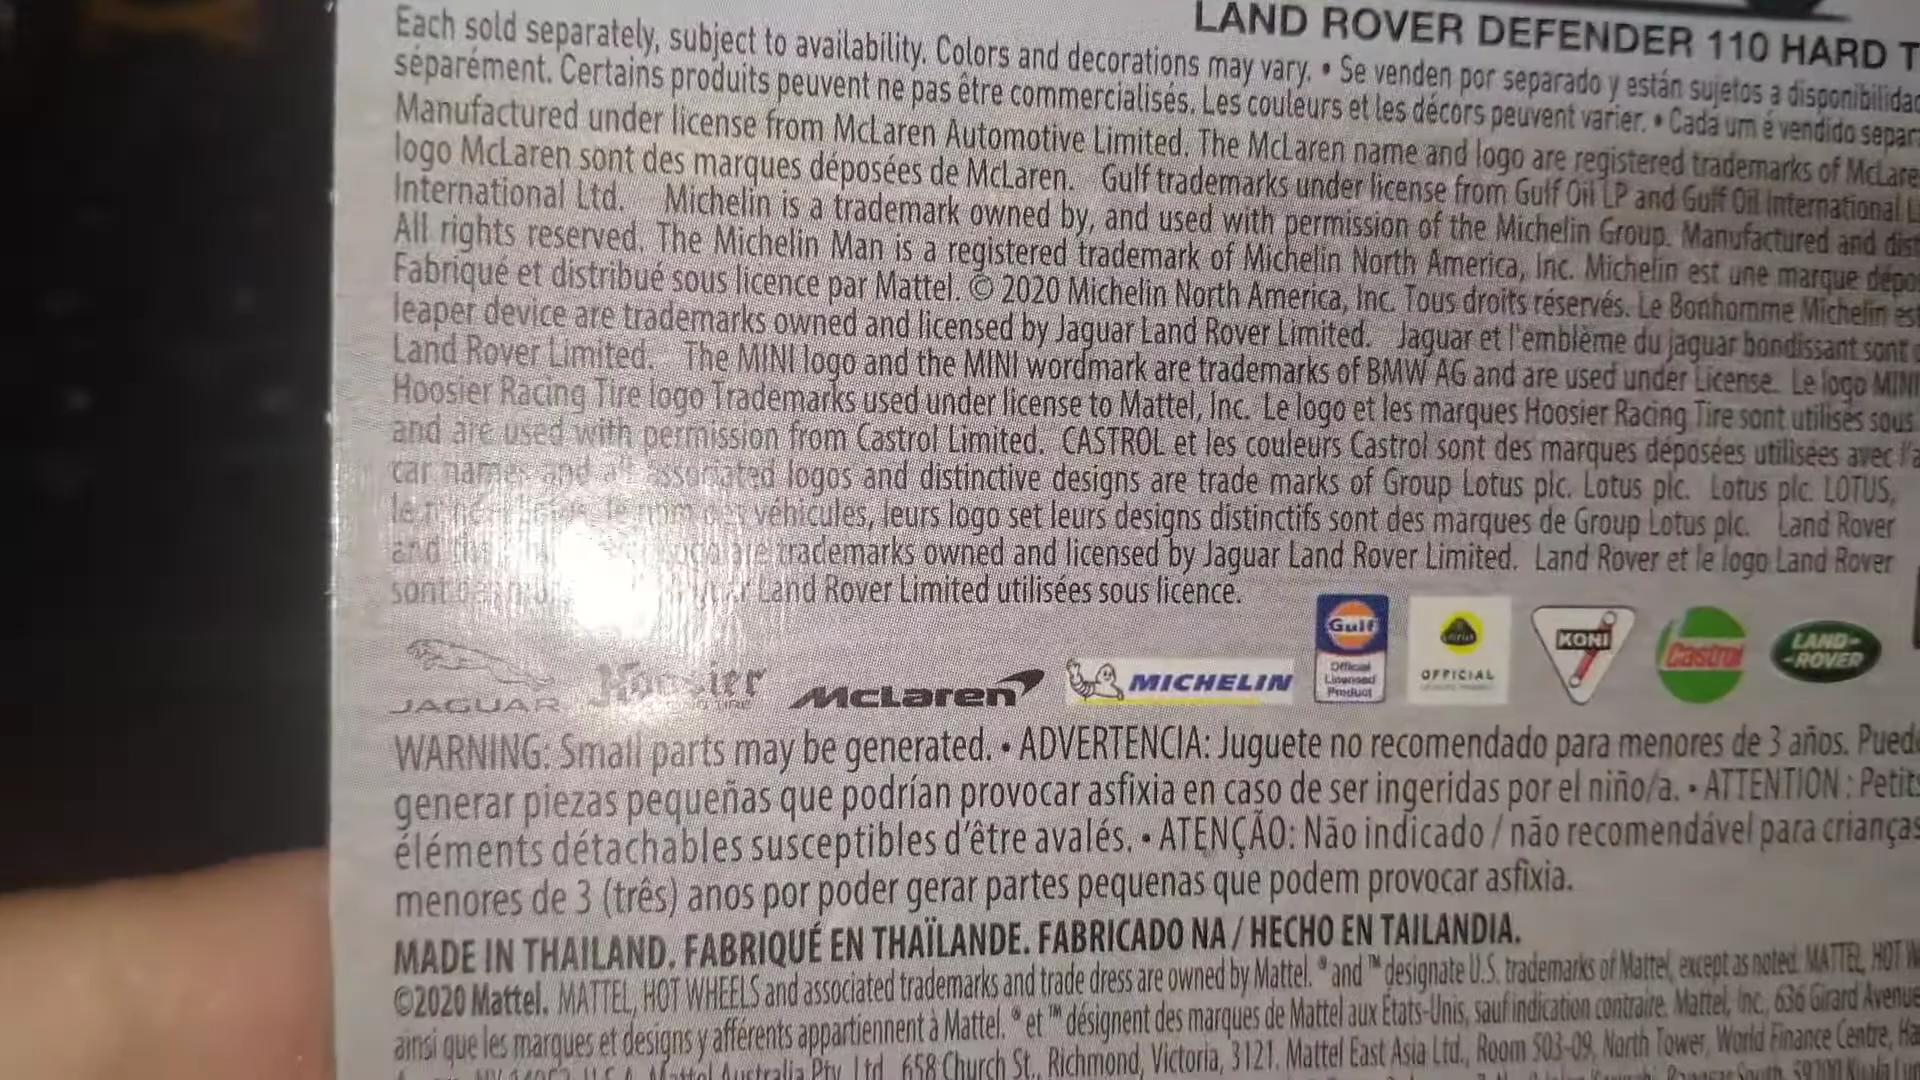 LAND ROVER DEFENDER 110 HARD T
Each sold separately, subject to availability. Colors and decorations may vary. • Se venden por separado y están sujetos a disponibilidad
séparément. Certains produits peuvent ne pas être commercialisés. Les couleurs et les décors peuvent varier. • Cada um é vendido separ
Manufactured under license from McLaren Automotive Limited. The McLaren name and logo are registered trademarks of McLare
logo McLaren sont des marques déposées de McLaren. Gulf trademarks under license from Gulf Oil LP and Gulf Oil International L
International Ltd. Michelin is a trademark owned by, and used with permission of the Michelin Group. Manufactured and dist
All rights reserved. The Michelin Man is a registered trademark of Michelin North America, Inc. Michelin est une marque dépo
Fabriqué et distribué sous licence par Mattel. © 2020 Michelin North America, Inc. Tous droits réservés. Le Bonhomme Michelin est
leaper device are trademarks owned and licensed by Jaguar Land Rover Limited. Jaguar et l'emblème du jaguar bondissant sont
Land Rover Limited. The MINI logo and the MINI wordmark are trademarks of BMW AG and are used under License. Le logo MINI
Hoosier Racing Tire logo Trademarks used under license to Mattel, Inc. Le logo et les marques Hoosier Racing Tire sont utilisés sous
and are used with permission from Castrol Limited. CASTROL et les couleurs Castrol sont des marques déposées utilisées avec l'a
car names and all associated logos and distinctive designs are trade marks of Group Lotus plc. Lotus plc. Lotus plc. LOTUS,
véhicules, leurs logo set leurs designs distinctifs sont des marques de Group Lotus plc. Land Rover
and trademarks owned and licensed by Jaguar Land Rover Limited. Land Rover et le logo Land Rover
sont Land Rover Limited utilisées sous licence.
JAGUAR Hoosier McLaren MICHELIN Gulf Official Licensed Product OFFICIAL KONI Castrol LAND-ROVER
WARNING: Small parts may be generated. • ADVERTENCIA: Juguete no recomendado para menores de 3 años. Pued
generar piezas pequeñas que podrían provocar asfixia en caso de ser ingeridas por el niño/a. • ATTENTION : Petits
éléments détachables susceptibles d'être avalés. • ATENÇÃO: Não indicado / não recomendável para crianças
menores de 3 (três) anos por poder gerar partes pequenas que podem provocar asfixia.
MADE IN THAILAND. FABRIQUÉ EN THAÏLANDE. FABRICADO NA / HECHO EN TAILANDIA.
©2020 Mattel. MATTEL, HOT WHEELS and associated trademarks and trade dress are owned by Mattel. ® and ™ designate U.S. trademarks of Mattel, except as noted. MATTEL, HOT W
ainsi que les marques et designs y afférents appartiennent à Mattel. ® et ™ désignent des marques de Mattel aux États-Unis, sauf indication contraire. Mattel, Inc., 636 Girard Avenue
Mattel Australia Pty. Ltd., 658 Church St., Richmond, Victoria, 3121. Mattel East Asia Ltd., Room 503-09, North Tower, World Finance Centre, Ha